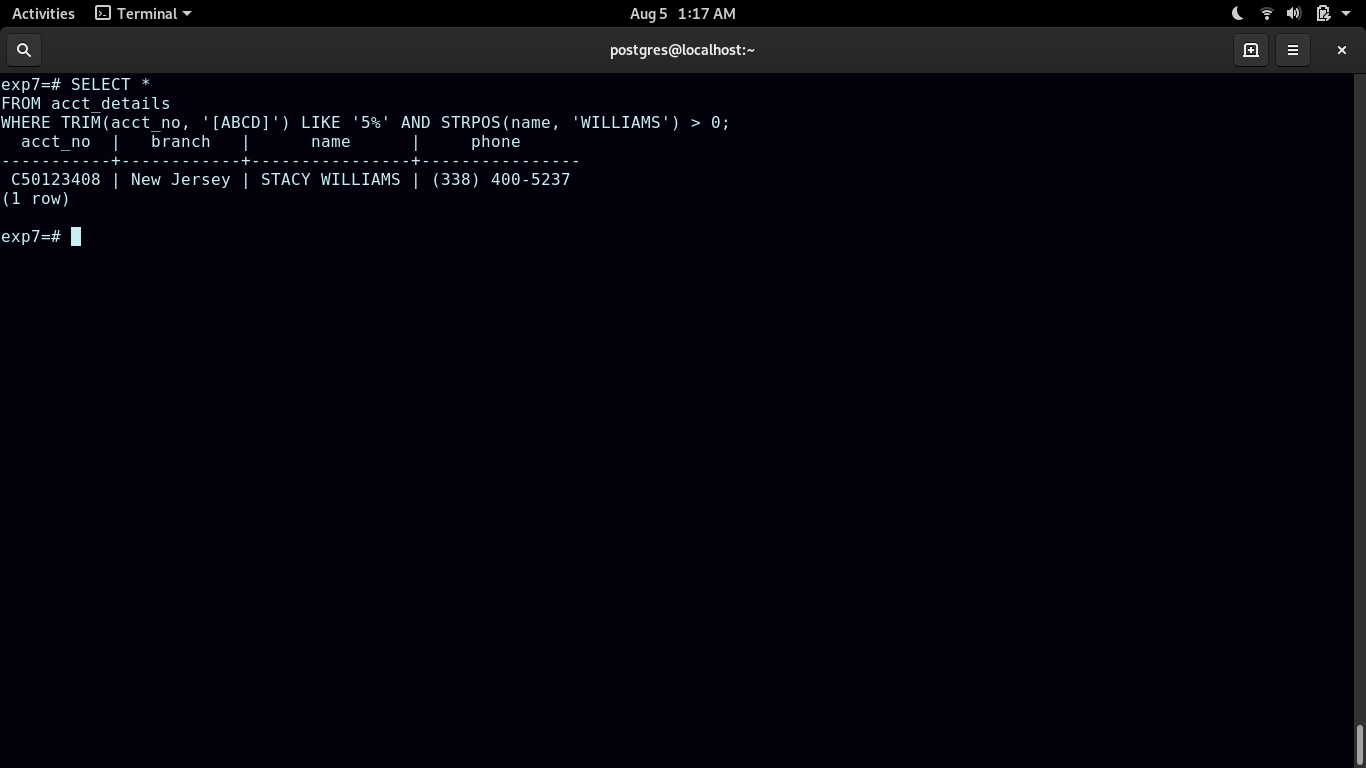 Activities Terminal Aug 5 1:17 AM
postgres@localhost:~
exp7=# SELECT *
FROM acct_details
WHERE TRIM(acct_no, '[ABCD]') LIKE '5%' AND STRPOS(name, 'WILLIAMS') > 0;
  acct_no  |   branch   |      name      |     phone
-----------+------------+----------------+----------------
 C50123408 | New Jersey | STACY WILLIAMS | (338) 400-5237
(1 row)
exp7=#